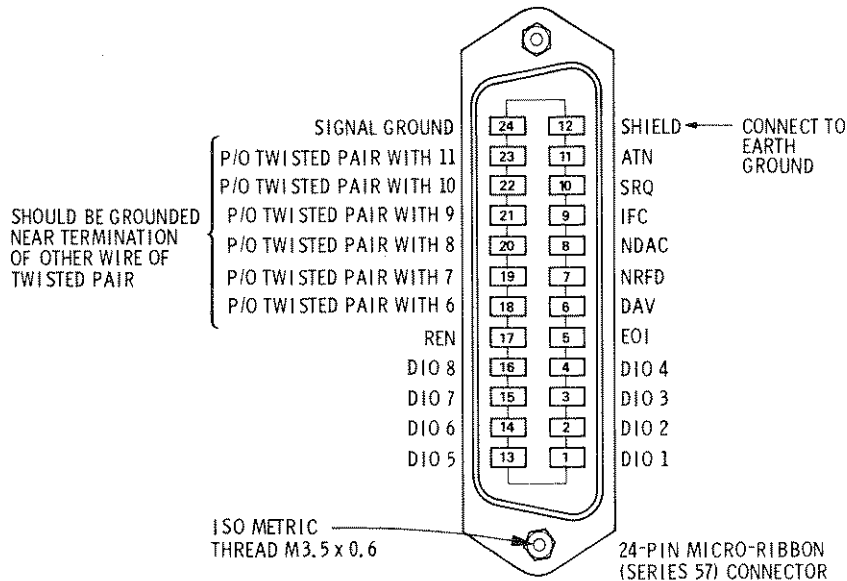 SIGNAL GROUND 24 12 SHIELD CONNECT TO
EARTH
GROUND
P/O TWISTED PAIR WITH 11 23 11 ATN
P/O TWISTED PAIR WITH 10 22 10 SRQ
P/O TWISTED PAIR WITH 9 21 9 IFC
P/O TWISTED PAIR WITH 8 20 8 NDAC
P/O TWISTED PAIR WITH 7 19 7 NRFD
P/O TWISTED PAIR WITH 6 18 6 DAV
SHOULD BE GROUNDED
NEAR TERMINATION
OF OTHER WIRE OF
TWISTED PAIR
REN 17 5 EOI
DIO 8 16 4 DIO 4
DIO 7 15 3 DIO 3
DIO 6 14 2 DIO 2
DIO 5 13 1 DIO 1
ISO METRIC
THREAD M3.5 x 0.6
24-PIN MICRO-RIBBON
(SERIES 57) CONNECTOR